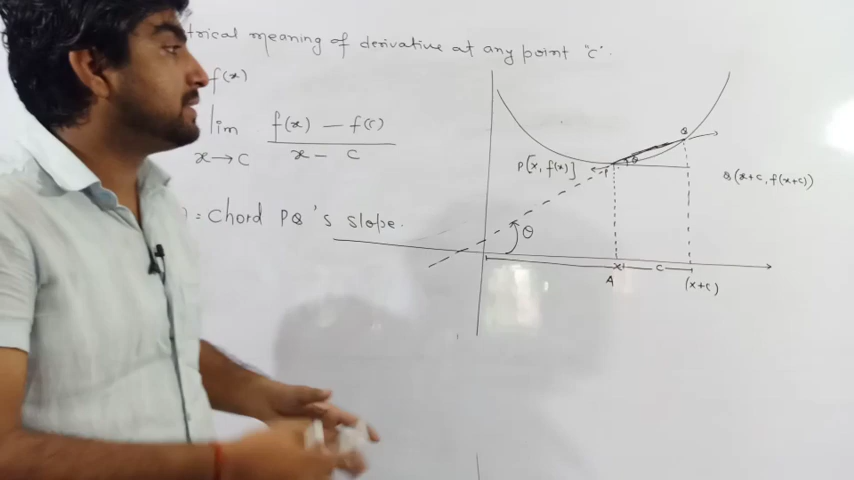 trical meaning of derivative at any point "c".
f(x)
lim f(x) - f(c)
x→c x - c
= Chord PQ's slope.
Q
θ
P[x, f(x)]
P
Q(x+c, f(x+c))
θ
x c
A (x+c)